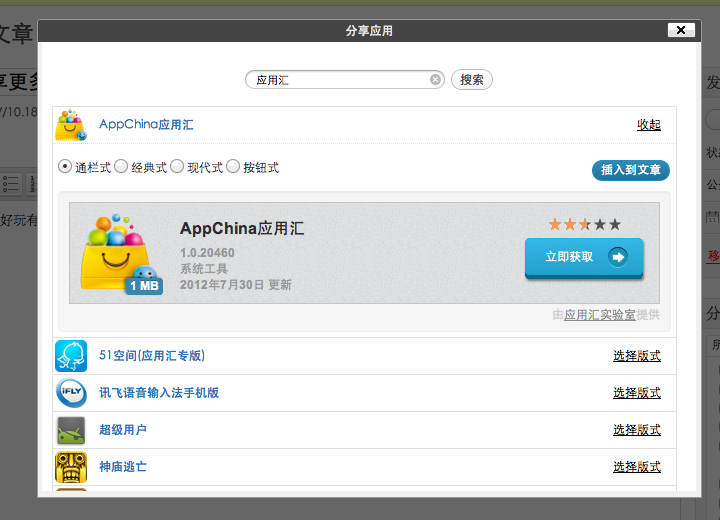 分享应用
文章
享更多
/10.18
好玩有
应用汇
搜索
AppChina应用汇
收起
通栏式 经典式 现代式 按钮式
插入到文章
AppChina应用汇
1.0.20460
系统工具
2012年7月30日 更新
1 MB
立即获取
由应用汇实验室提供
51空间(应用汇专版)
选择版式
iFLY
讯飞语音输入法手机版
选择版式
超级用户
选择版式
神庙逃亡
选择版式
发
状态
公
移
分
所